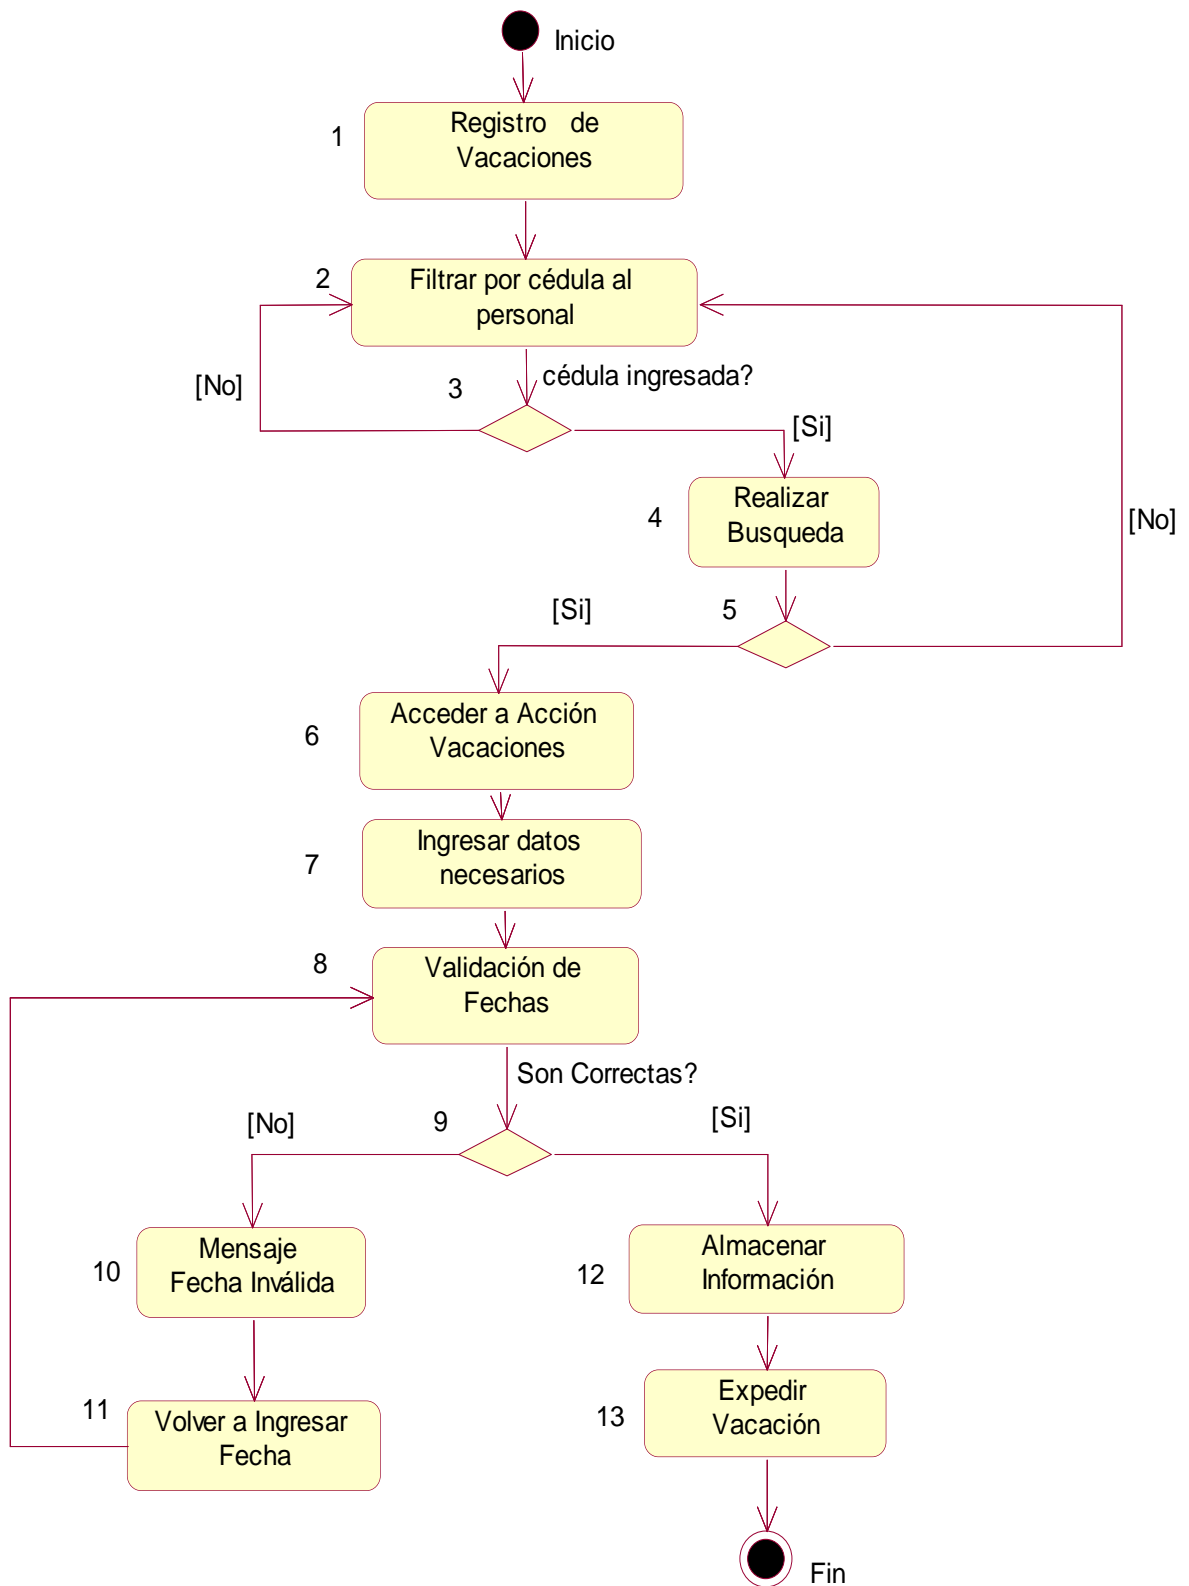 Inicio
1
Registro de
Vacaciones
2
Filtrar por cédula al
personal
[No]
3
cédula ingresada?
[Si]
4
Realizar
Busqueda
[No]
[Si]
5
6
Acceder a Acción
Vacaciones
7
Ingresar datos
necesarios
8
Validación de
Fechas
Son Correctas?
[No]
9
[Si]
10
Mensaje
Fecha Inválida
12
Almacenar
Información
11
Volver a Ingresar
Fecha
13
Expedir
Vacación
Fin